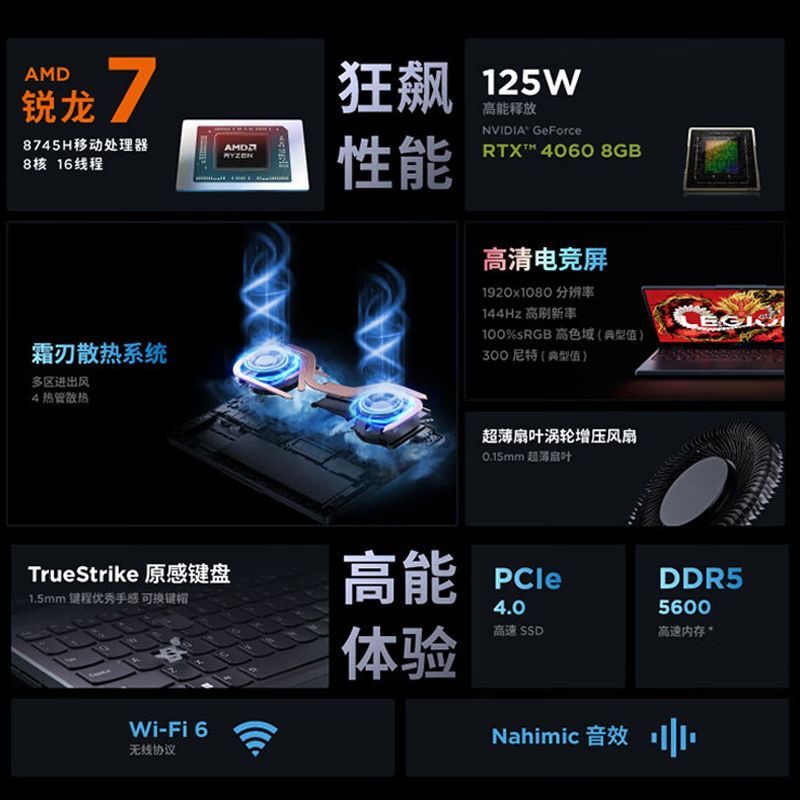 AMD
锐龙 7
8745H移动处理器
8核 16线程
AMD
RYZEN
狂飙
性能
125W
高能释放
NVIDIA® GeForce
RTX™ 4060 8GB
霜刃散热系统
多区进出风
4 热管散热
高清电竞屏
1920x1080 分辨率
144Hz 高刷新率
100%sRGB 高色域 ( 典型值 )
300 尼特 ( 典型值 )
LEGION
超薄扇叶涡轮增压风扇
0.15mm 超薄扇叶
TrueStrike 原感键盘
1.5mm 键程优秀手感 可换键帽
高能
体验
PCIe
4.0
高速 SSD
DDR5
5600
高速内存 *
Wi-Fi 6
无线协议
Nahimic 音效